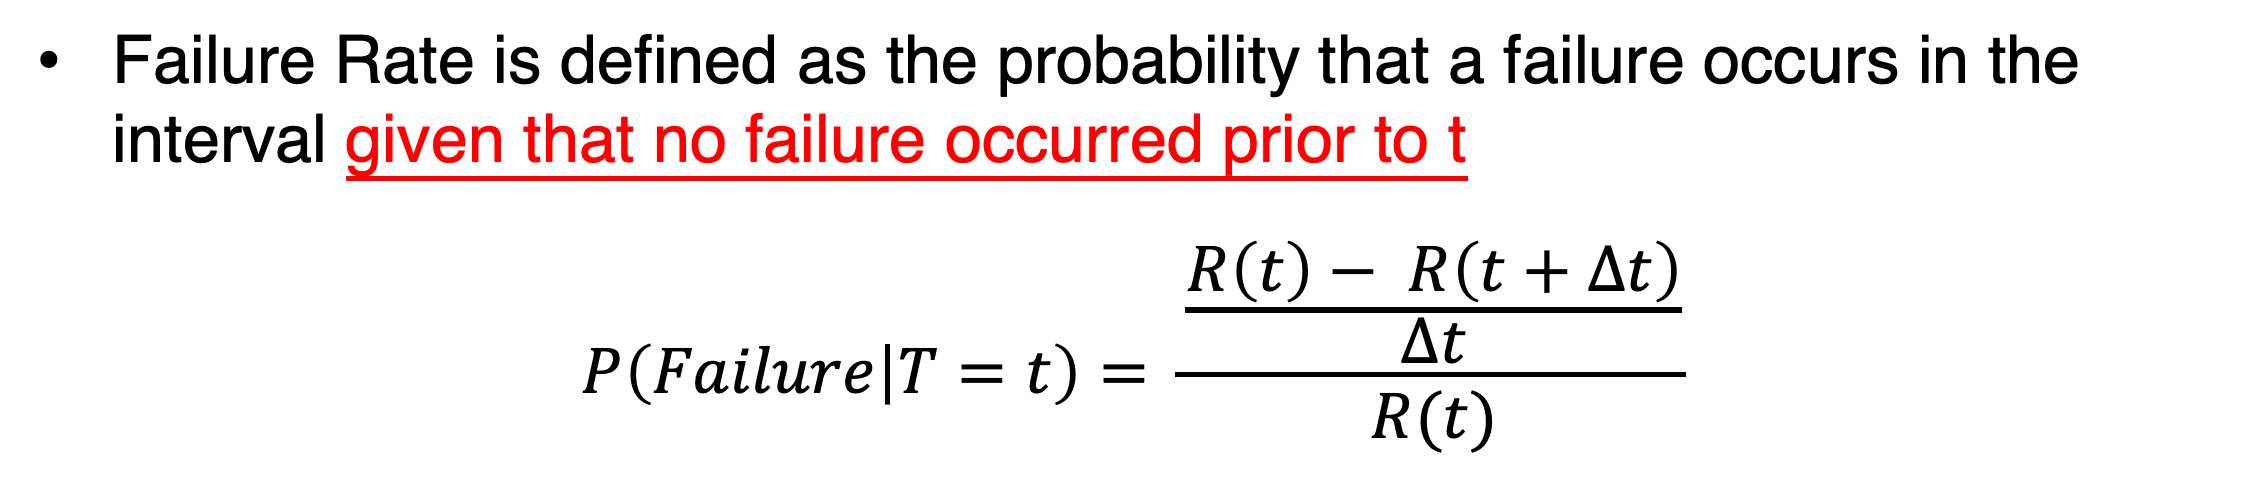 • Failure Rate is defined as the probability that a failure occurs in the
interval given that no failure occurred prior to t
R(t) − R(t + Δt)
Δt
P(Failure|T = t) =
R(t)